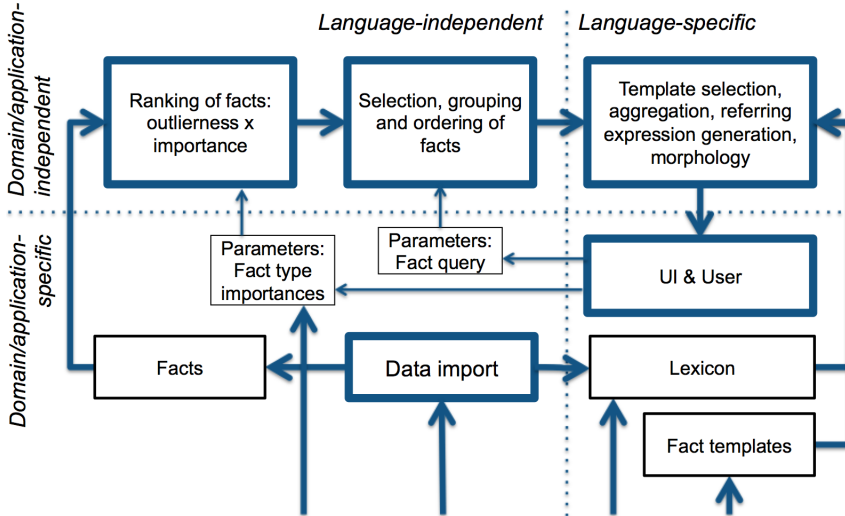 Language-independent
Language-specific
Domain/application-
independent
Ranking of facts:
outlierness x
importance
Selection, grouping
and ordering of
facts
Template selection,
aggregation, referring
expression generation,
morphology
Domain/application-
specific
Parameters:
Fact type
importances
Parameters:
Fact query
UI & User
Facts
Data import
Lexicon
Fact templates